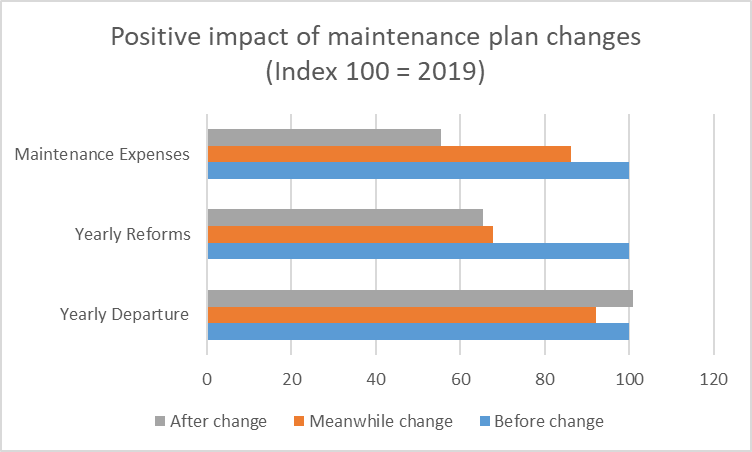 Positive impact of maintenance plan changes
(Index 100 = 2019)
Maintenance Expenses
Yearly Reforms
Yearly Departure
0 20 40 60 80 100 120
After change Meanwhile change Before change